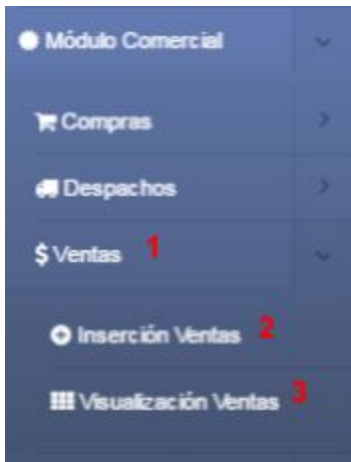 Módulo Comercial
Compras
Despachos
$ Ventas 1
Inserción Ventas 2
Visualización Ventas 3